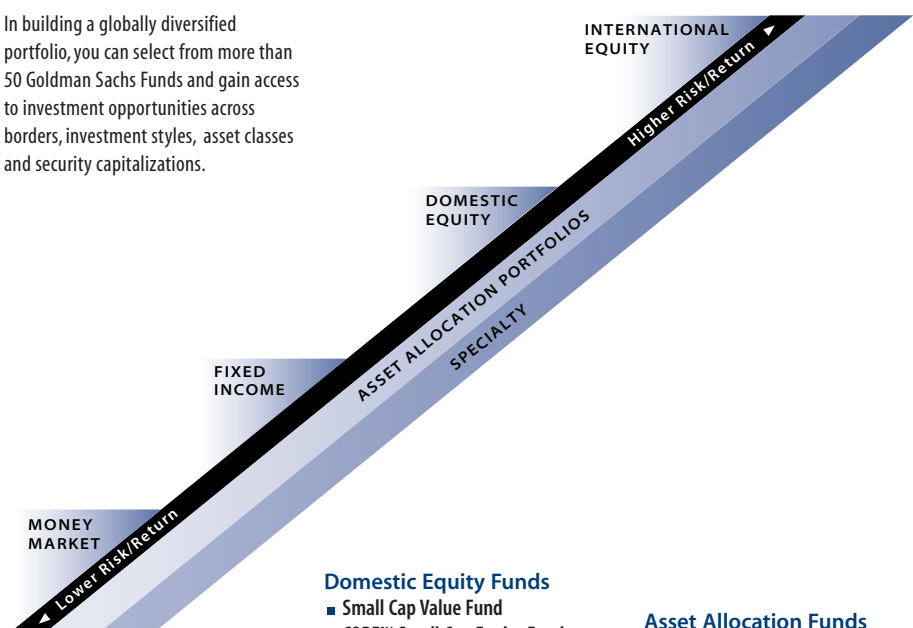 In building a globally diversified
portfolio, you can select from more than
50 Goldman Sachs Funds and gain access
to investment opportunities across
borders, investment styles, asset classes
and security capitalizations.
INTERNATIONAL
EQUITY
Higher Risk/Return ►
DOMESTIC
EQUITY
ASSET ALLOCATION PORTFOLIOS
SPECIALTY
FIXED
INCOME
MONEY
MARKET
◄ Lower Risk/Return
Domestic Equity Funds
■ Small Cap Value Fund
Asset Allocation Funds